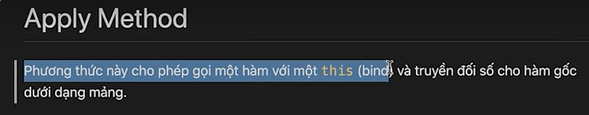 Apply Method
Phương thức này cho phép gọi một hàm với một this (bind) và truyền đối số cho hàm gốc
dưới dạng mảng.